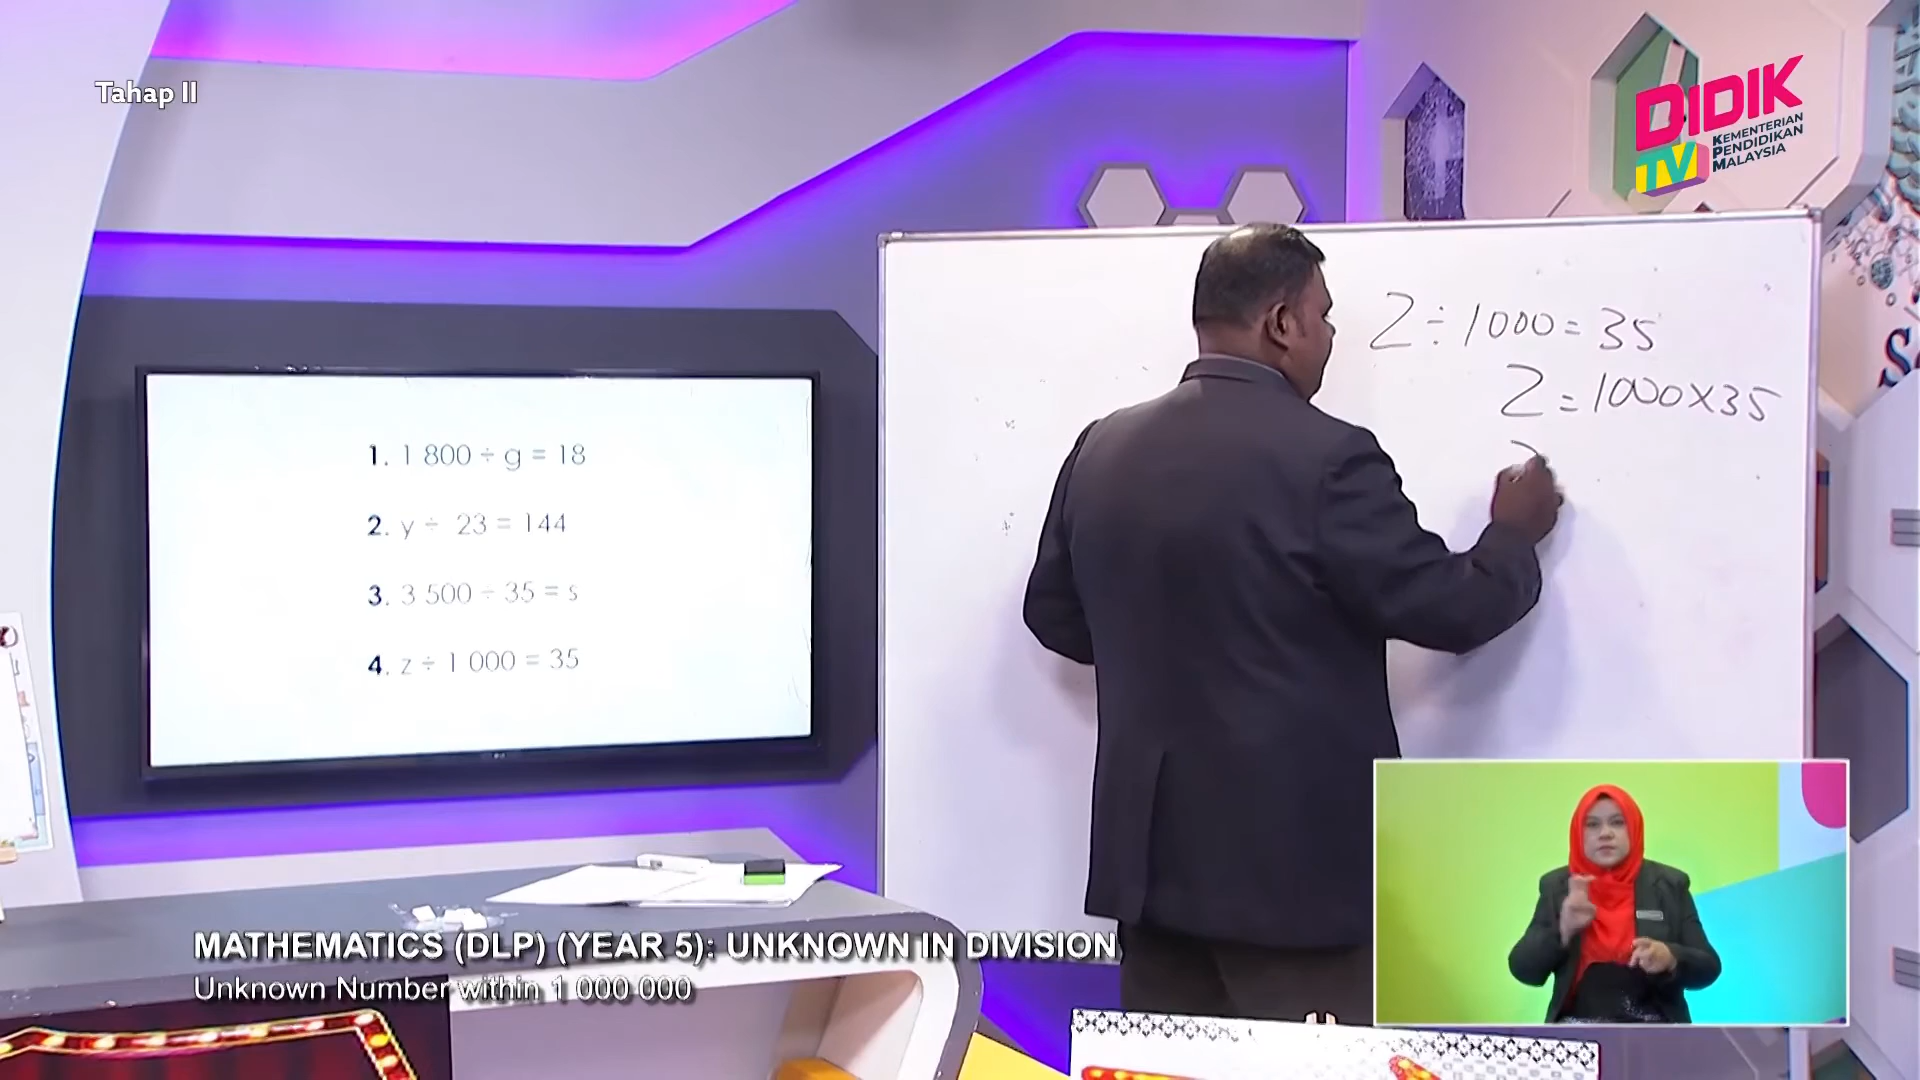 Tahap II
DIDIK
TV
KEMENTERIAN
PENDIDIKAN
MALAYSIA
Z ÷ 1000 = 35
Z = 1000 x 35
1. 1 800 ÷ g = 18
2. y ÷ 23 = 144
3. 3 500 ÷ 35 = s
4. z ÷ 1 000 = 35
MATHEMATICS (DLP) (YEAR 5): UNKNOWN IN DIVISION
Unknown Number within 1 000 000